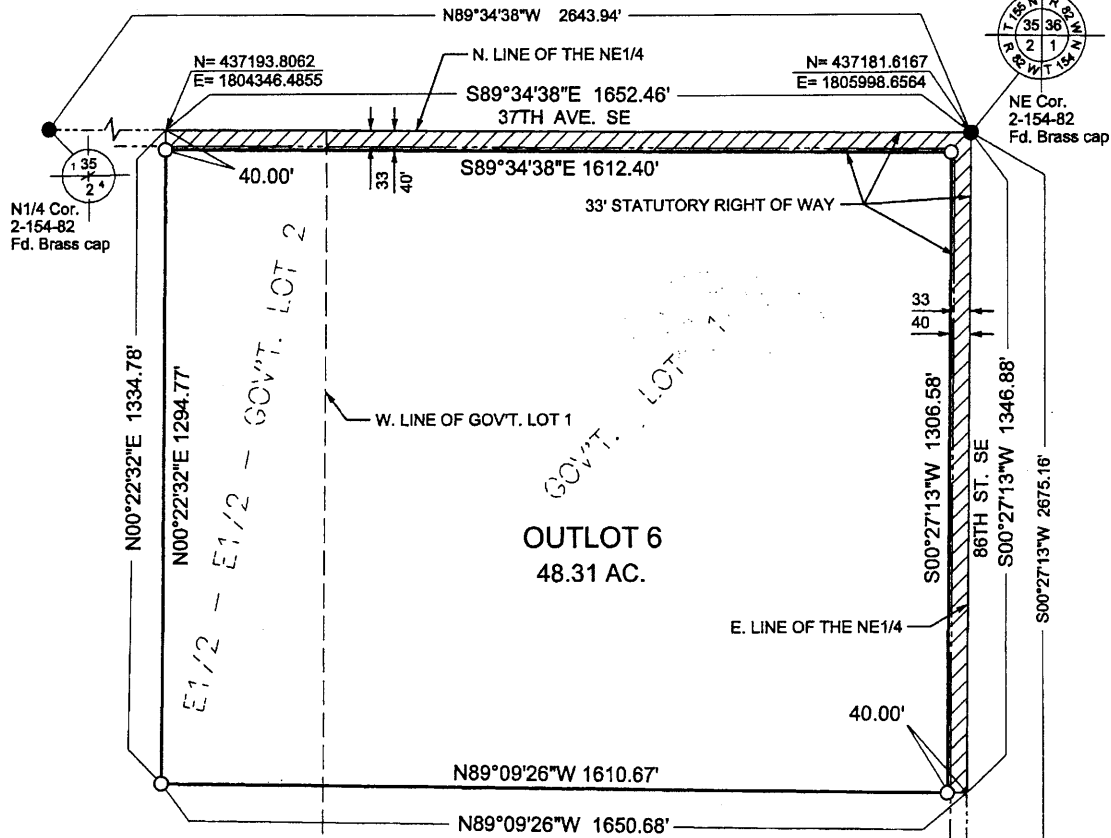 N89°34'38"W 2643.94'
T 155 N R 82 W
35 36
2 1
R 82 W T 154 N
N= 437193.8062
E= 1804346.4855
N. LINE OF THE NE1/4
N= 437181.6167
E= 1805998.6564
S89°34'38"E 1652.46'
37TH AVE. SE
NE Cor.
2-154-82
Fd. Brass cap
1 35
2 4
N1/4 Cor.
2-154-82
Fd. Brass cap
40.00'
33
40'
S89°34'38"E 1612.40'
33' STATUTORY RIGHT OF WAY
33
40
N00°22'32"E 1334.78'
N00°22'32"E 1294.77'
E1/2 – E1/2 – GOV'T. LOT 2
W. LINE OF GOV'T. LOT 1
GOV'T. LOT 1
S00°27'13"W 1306.58'
86TH ST. SE
S00°27'13"W 1346.88'
S00°27'13"W 2675.16'
OUTLOT 6
48.31 AC.
E. LINE OF THE NE1/4
40.00'
N89°09'26"W 1610.67'
N89°09'26"W 1650.68'